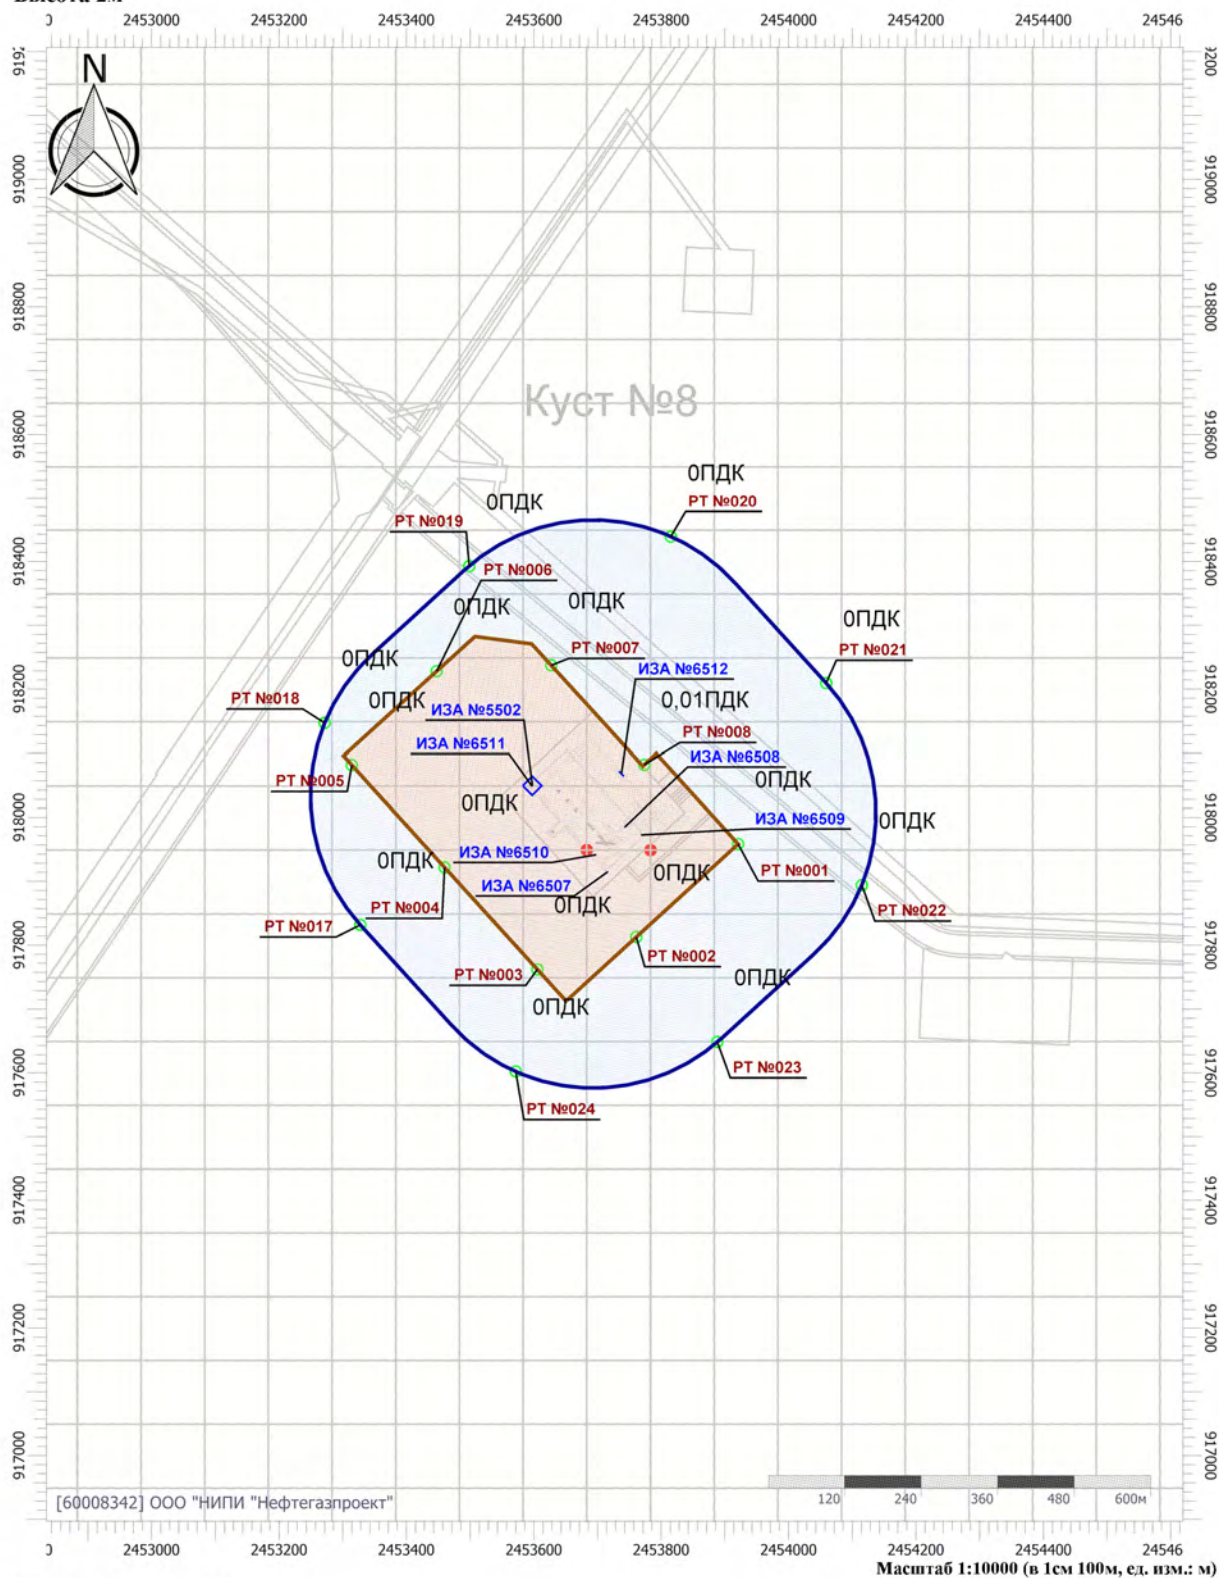 Высота 2м
2453000 2453200 2453400 2453600 2453800 2454000 2454200 2454400 24546
N
919000 919000
918800 918800
Куст №8
918600 918600
0ПДК
0ПДК
РТ №020
РТ №019
918400 918400
РТ №006
0ПДК 0ПДК
0ПДК
РТ №007
РТ №021
0ПДК
ИЗА №6512
918200 918200
РТ №018
0ПДК
ИЗА №5502
0,01ПДК
РТ №008
ИЗА №6511
ИЗА №6508
РТ №005
0ПДК
0ПДК
918000 918000
ИЗА №6509
0ПДК
ИЗА №6510
0ПДК
0ПДК
РТ №001
ИЗА №6507
0ПДК
РТ №004
РТ №022
РТ №017
917800 917800
РТ №002
РТ №003
0ПДК
0ПДК
917600 917600
РТ №023
РТ №024
917400 917400
917200 917200
917000 917000
[60008342] ООО "НИПИ "Нефтегазпроект"
120 240 360 480 600м
2453000 2453200 2453400 2453600 2453800 2454000 2454200 2454400 24546
Масштаб 1:10000 (в 1см 100м, ед. изм.: м)